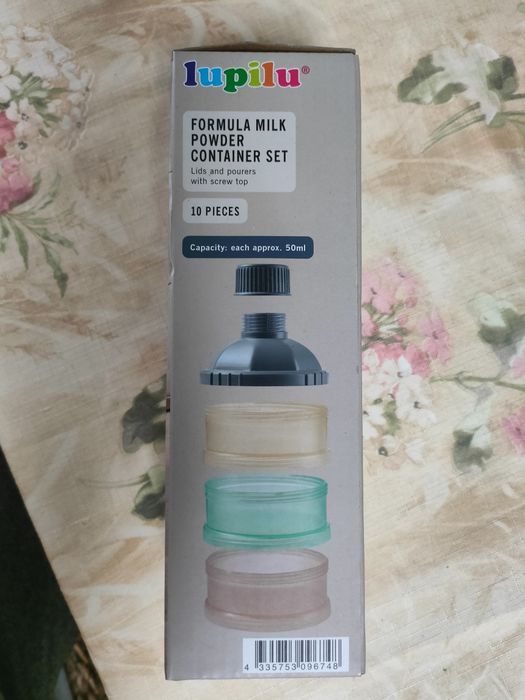 lupilu®
FORMULA MILK
POWDER
CONTAINER SET
Lids and pourers
with screw top
10 PIECES
Capacity: each approx. 50ml
4 335753 096748